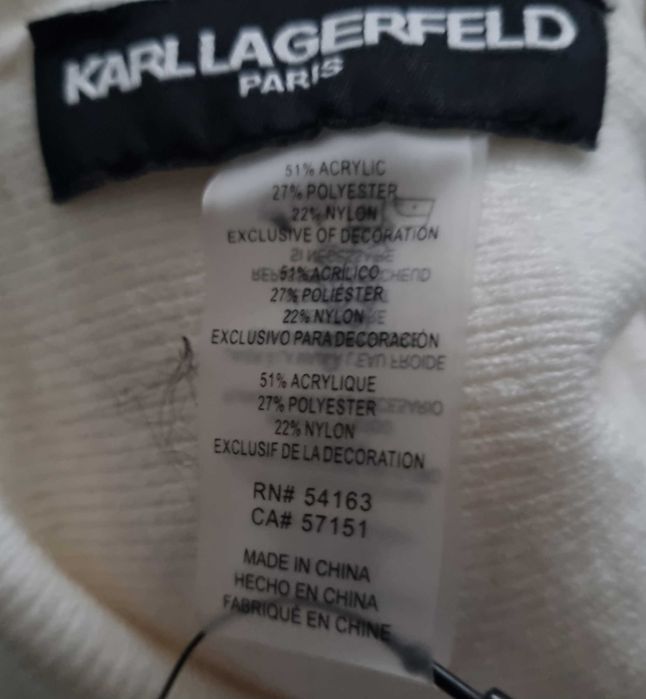 KARL LAGERFELD
PARIS
51% ACRYLIC
27% POLYESTER
22% NYLON
EXCLUSIVE OF DECORATION
51% ACRÍLICO
27% POLIÉSTER
22% NYLON
EXCLUSIVO PARA DECORACIÓN
51% ACRYLIQUE
27% POLYESTER
22% NYLON
EXCLUSIF DE LA DECORATION
RN# 54163
CA# 57151
MADE IN CHINA
HECHO EN CHINA
FABRIQUÉ EN CHINE